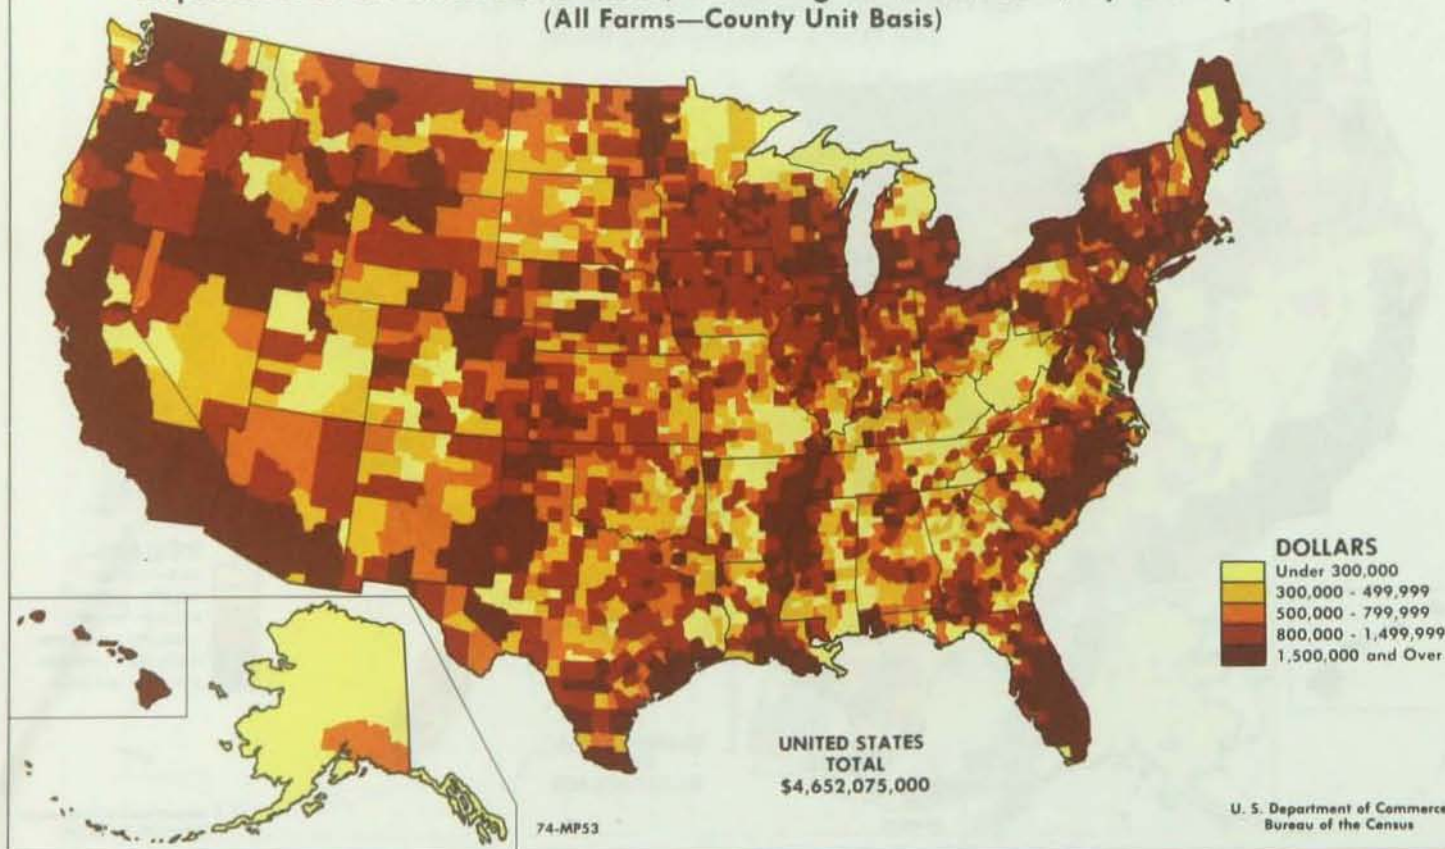 (All Farms—County Unit Basis)
DOLLARS
Under 300,000
300,000 - 499,999
500,000 - 799,999
800,000 - 1,499,999
1,500,000 and Over
UNITED STATES
TOTAL
$4,652,075,000
74-MP53
U. S. Department of Commerce
Bureau of the Census